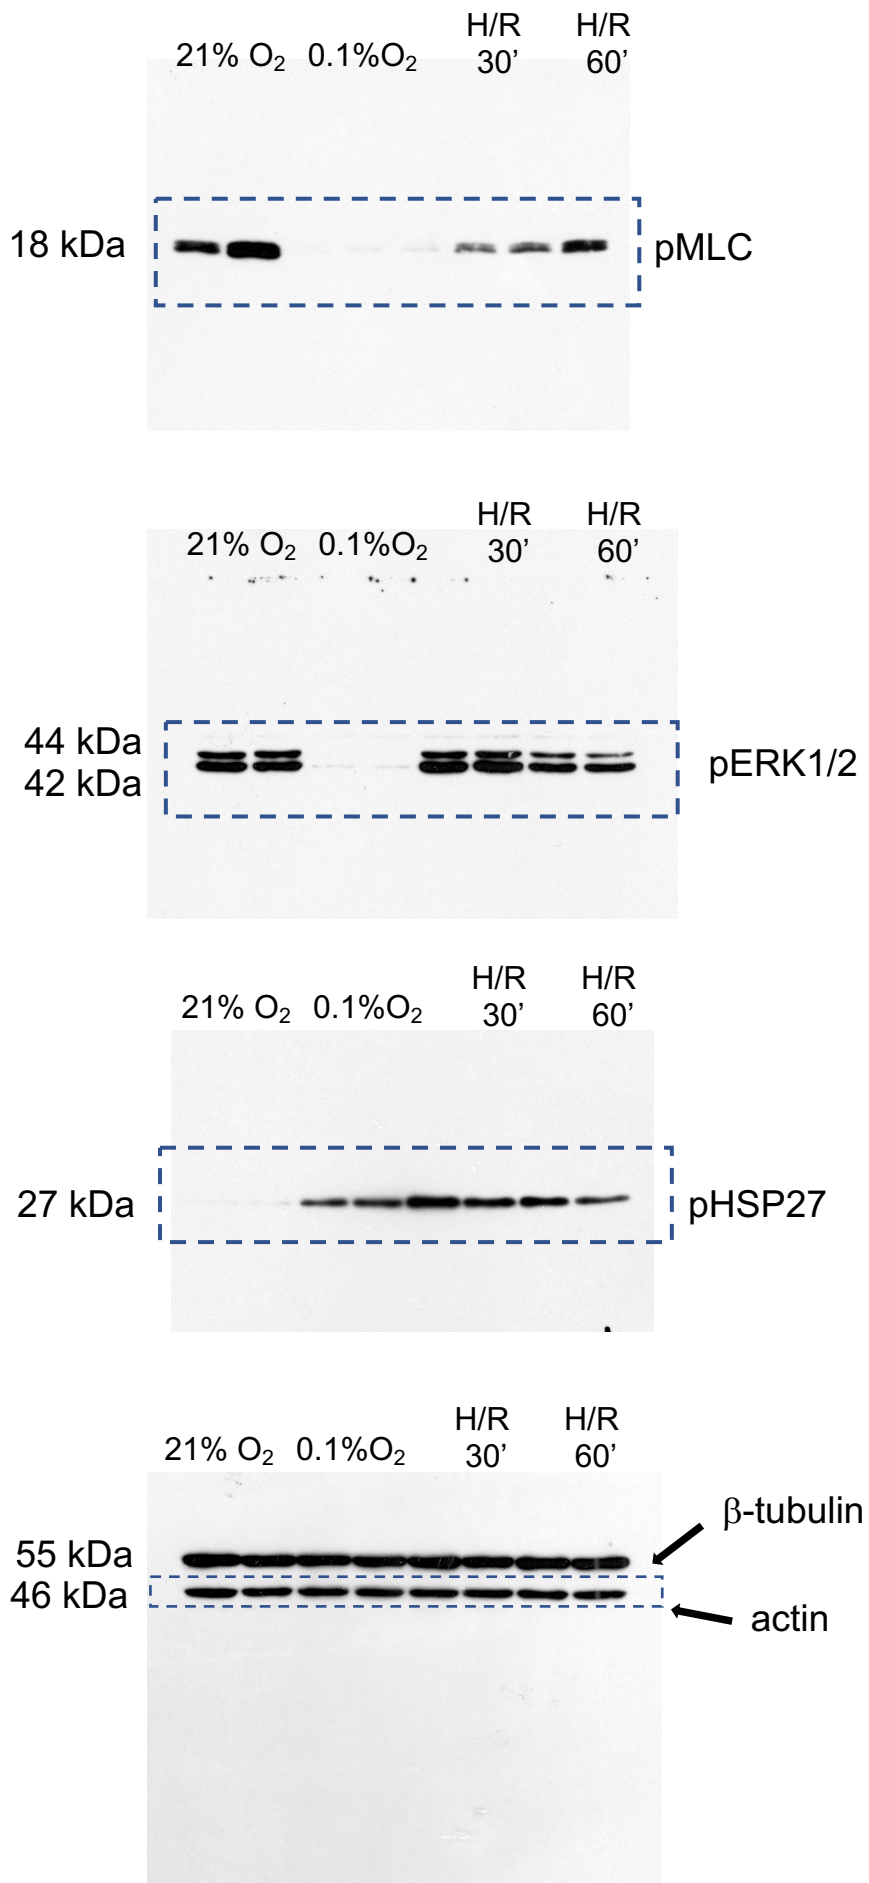 21% O₂ 0.1%O₂ H/R 30’ H/R 60’
18 kDa
pMLC
21% O₂ 0.1%O₂ H/R 30’ H/R 60’
44 kDa
42 kDa
pERK1/2
21% O₂ 0.1%O₂ H/R 30’ H/R 60’
27 kDa
pHSP27
21% O₂ 0.1%O₂ H/R 30’ H/R 60’
β-tubulin
55 kDa
46 kDa
actin